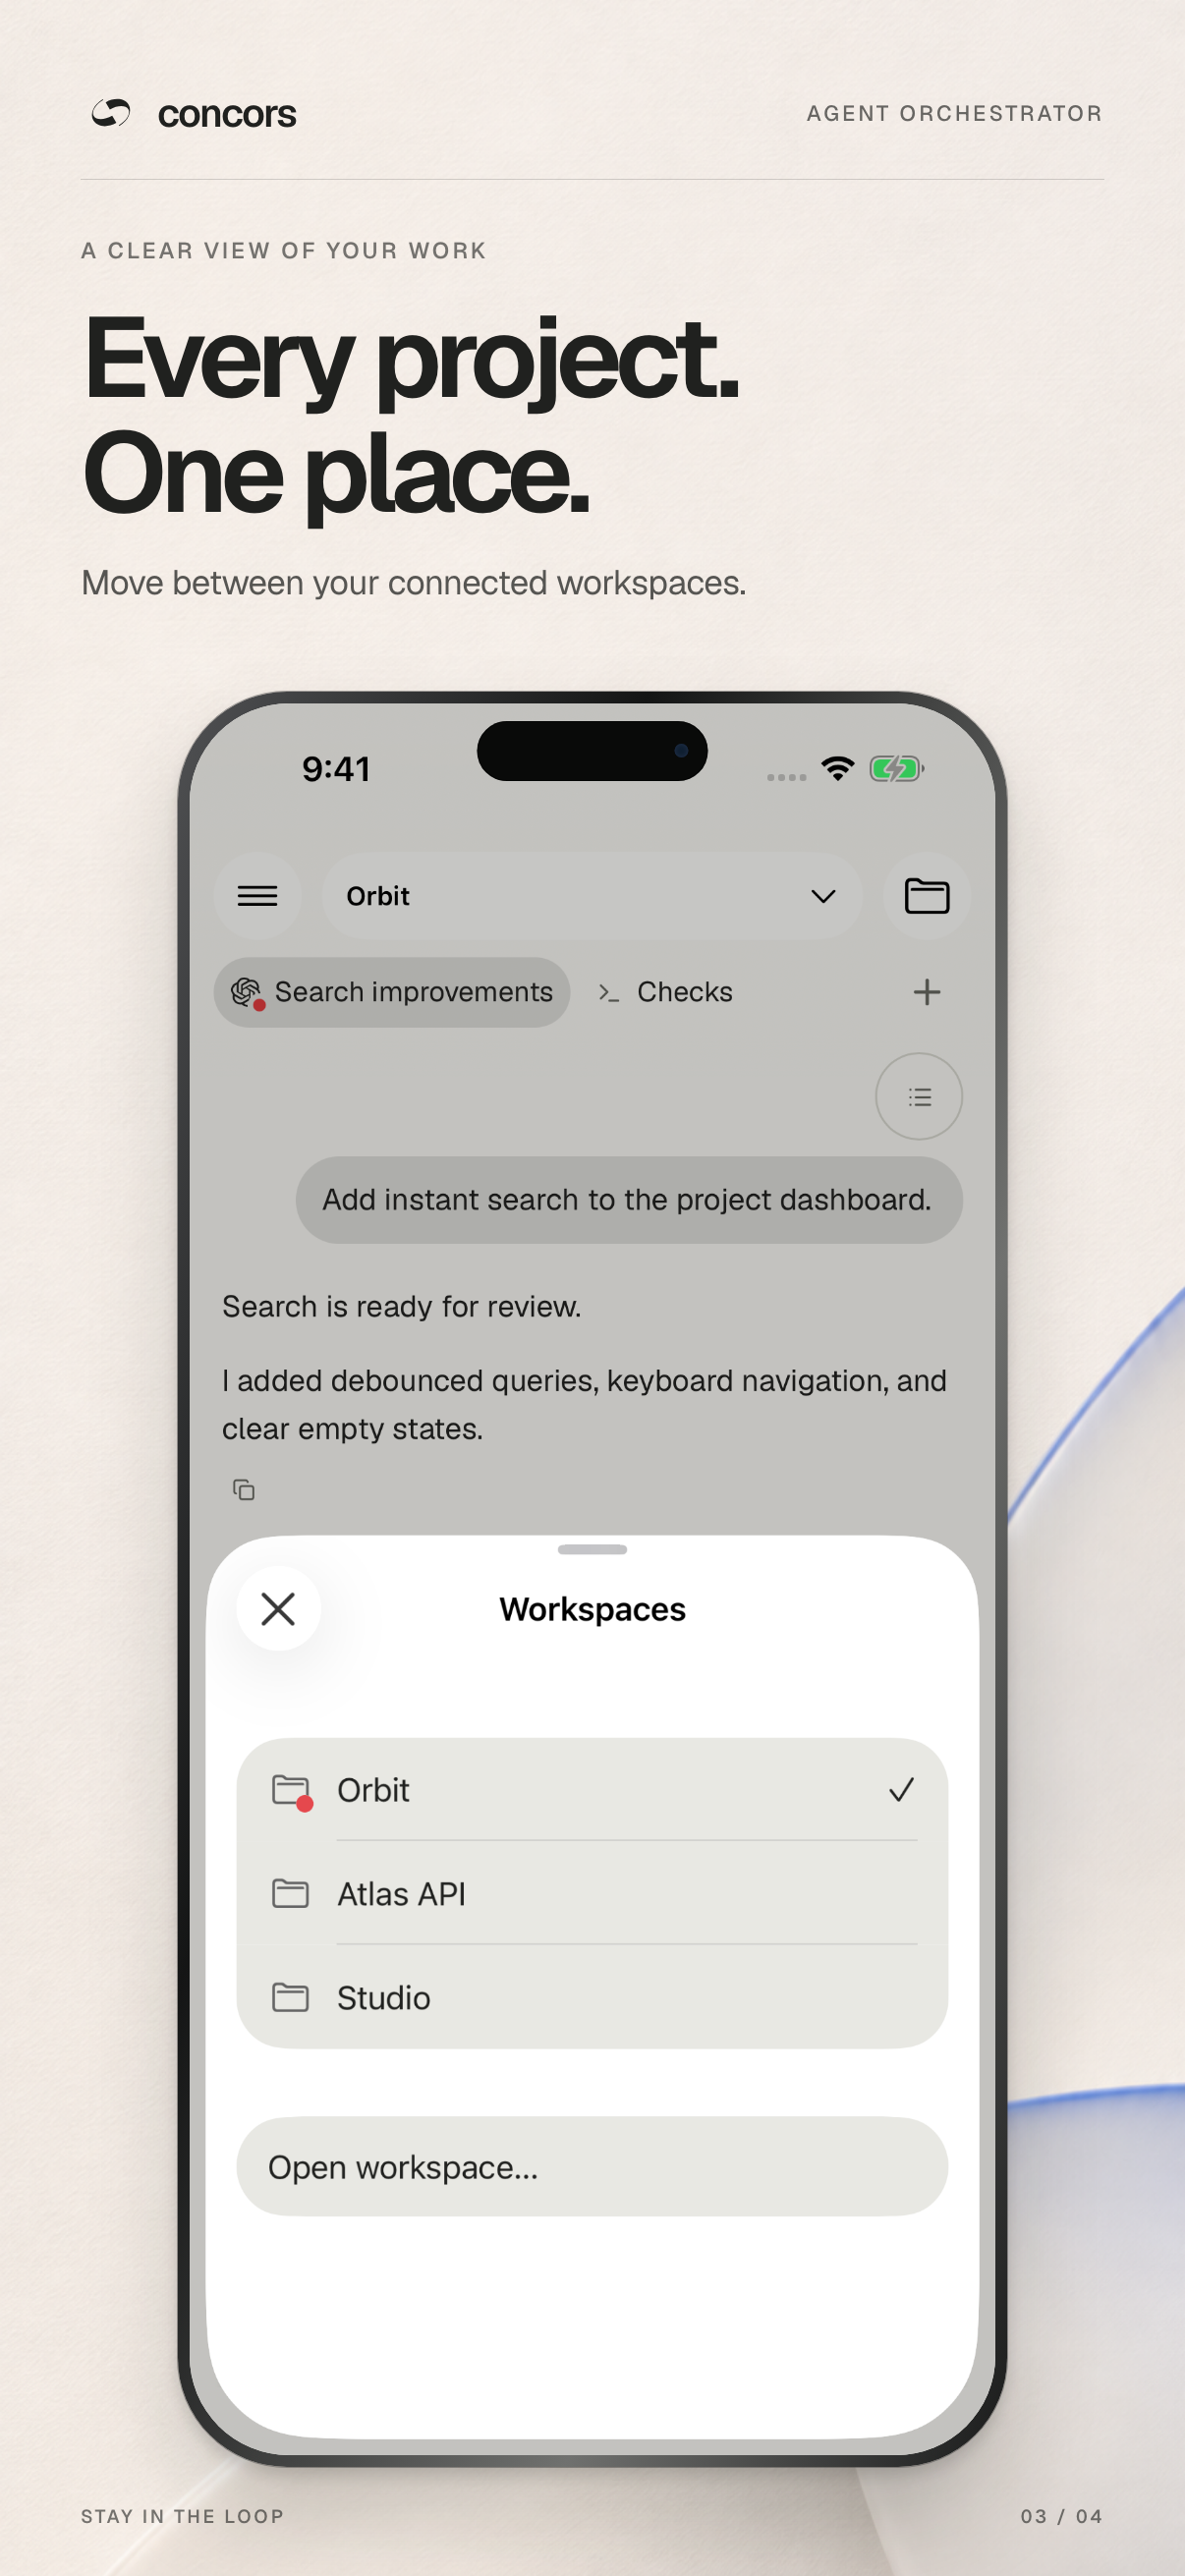 concors
AGENT ORCHESTRATOR
A CLEAR VIEW OF YOUR WORK
Every project.
One place.
Move between your connected workspaces.
9:41
Orbit
Search improvements
Checks
Add instant search to the project dashboard.
Search is ready for review.
I added debounced queries, keyboard navigation, and
clear empty states.
Workspaces
Orbit
Atlas API
Studio
Open workspace...
STAY IN THE LOOP
03 / 04